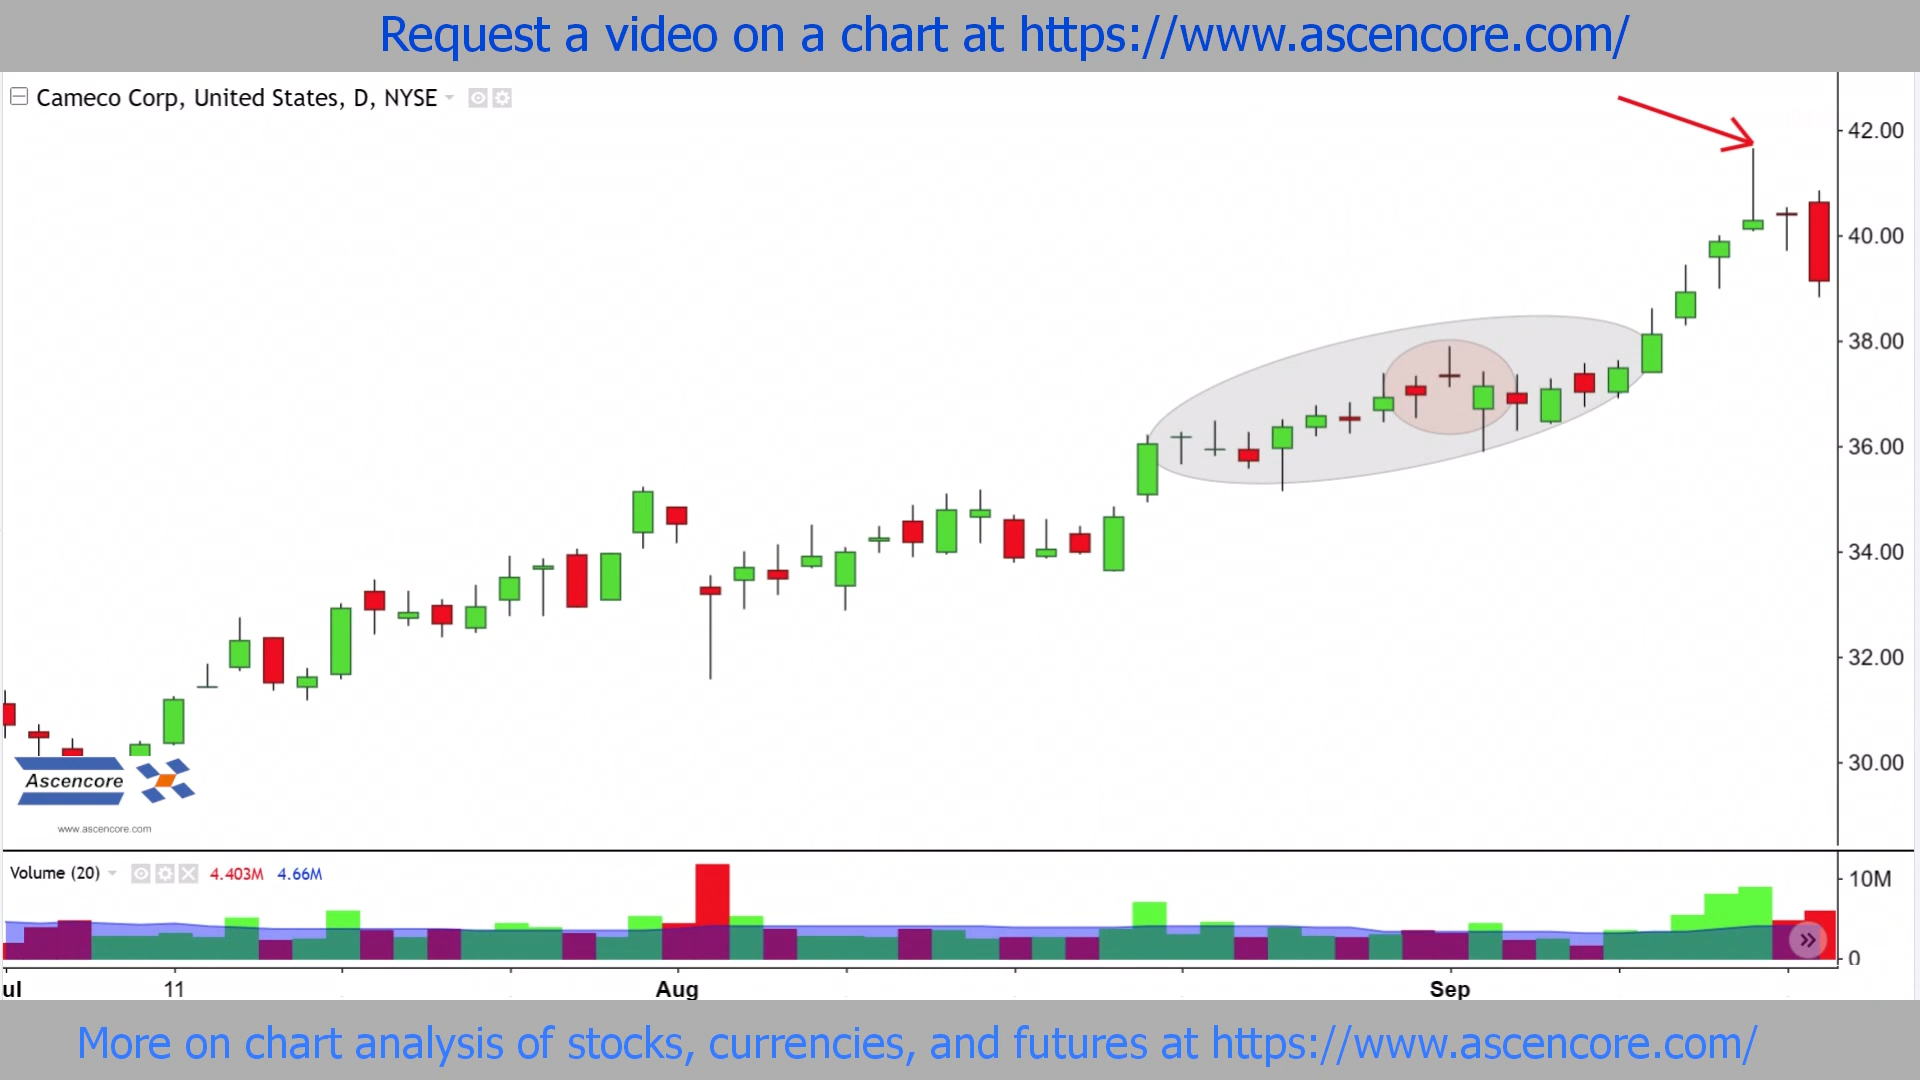 Request a video on a chart at https://www.ascencore.com/
Cameco Corp, United States, D, NYSE
42.00
40.00
38.00
36.00
34.00
32.00
30.00
Ascencore
www.ascencore.com
Volume (20) 4.403M 4.66M
10M
0
ul 11 Aug Sep
More on chart analysis of stocks, currencies, and futures at https://www.ascencore.com/